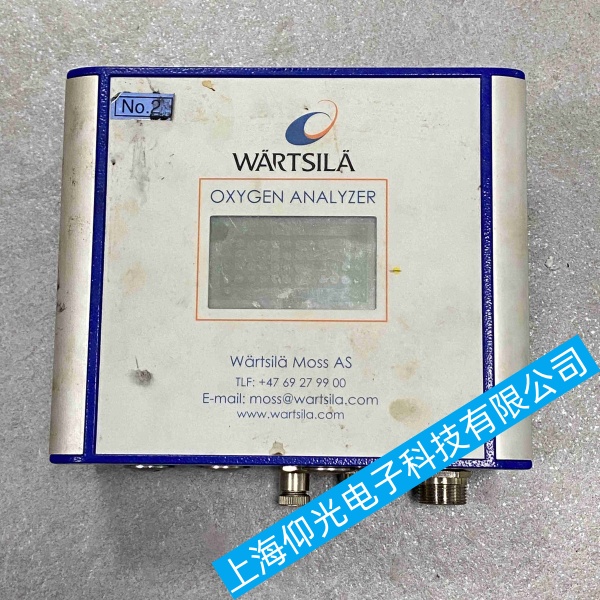 No.2
WÄRTSILÄ
OXYGEN ANALYZER
Wärtsilä Moss AS
TLF: +47 69 27 99 00
E-mail: moss@wartsila.com
www.wartsila.com
上海仰光电子科技有限公司